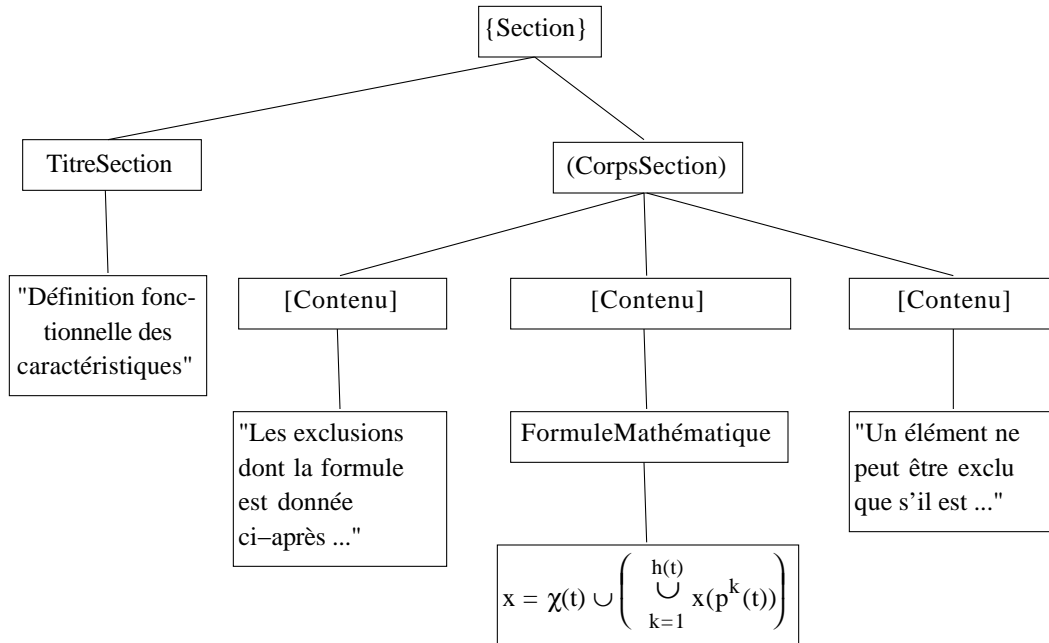 {Section}
TitreSection
(CorpsSection)
"Définition fonc-
tionnelle des
caractéristiques"
[Contenu]
[Contenu]
[Contenu]
"Les exclusions
dont la formule
est donnée
ci−après ..."
FormuleMathématique
"Un élément ne
peut être exclu
que s'il est ..."
h(t)
x = χ(t) ∪ ( ∪ x(p^k(t)))
k=1